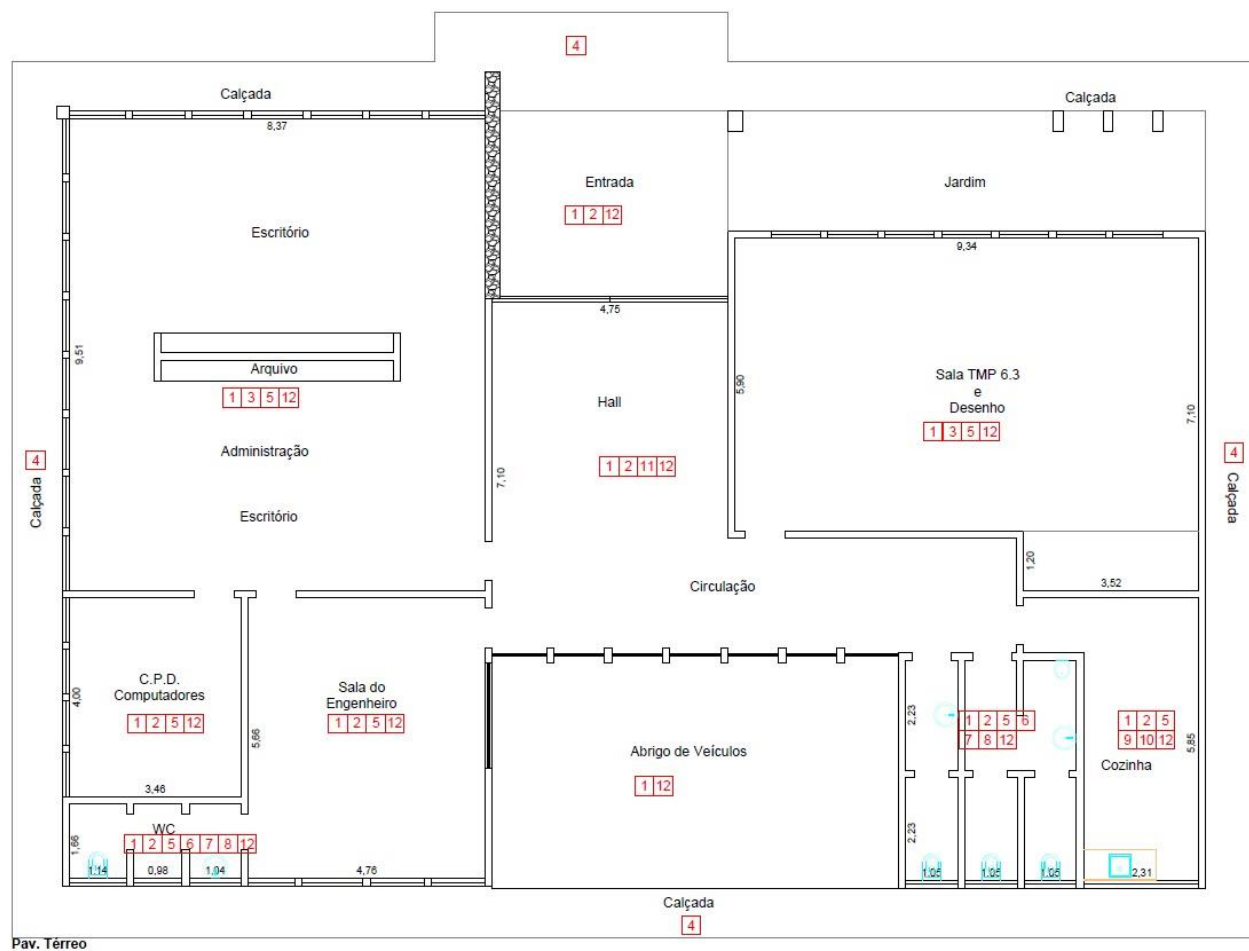 4
Calçada
Calçada
8,37
Entrada
1 2 12
Jardim
Escritório
9,34
4,75
9,51
Arquivo
1 3 5 12
5,90
Sala TMP 6.3
e
Desenho
1 3 5 12
7,10
Hall
1 2 11 12
7,10
Administração
4
Calçada
4
Calçada
Escritório
Circulação
1,20
3,52
C.P.D.
Computadores
1 2 5 12
4,00
Sala do
Engenheiro
1 2 5 12
5,66
Abrigo de Veículos
1 12
2,23
1 2 5 6
7 8 12
1 2 5
9 10 12
Cozinha
5,85
3,46
WC
1 2 5 6 7 8 12
1,66
1,14
0,98
1,04
4,76
2,23
1,05
1,05
1,05
2,31
Calçada
4
Pav. Térreo